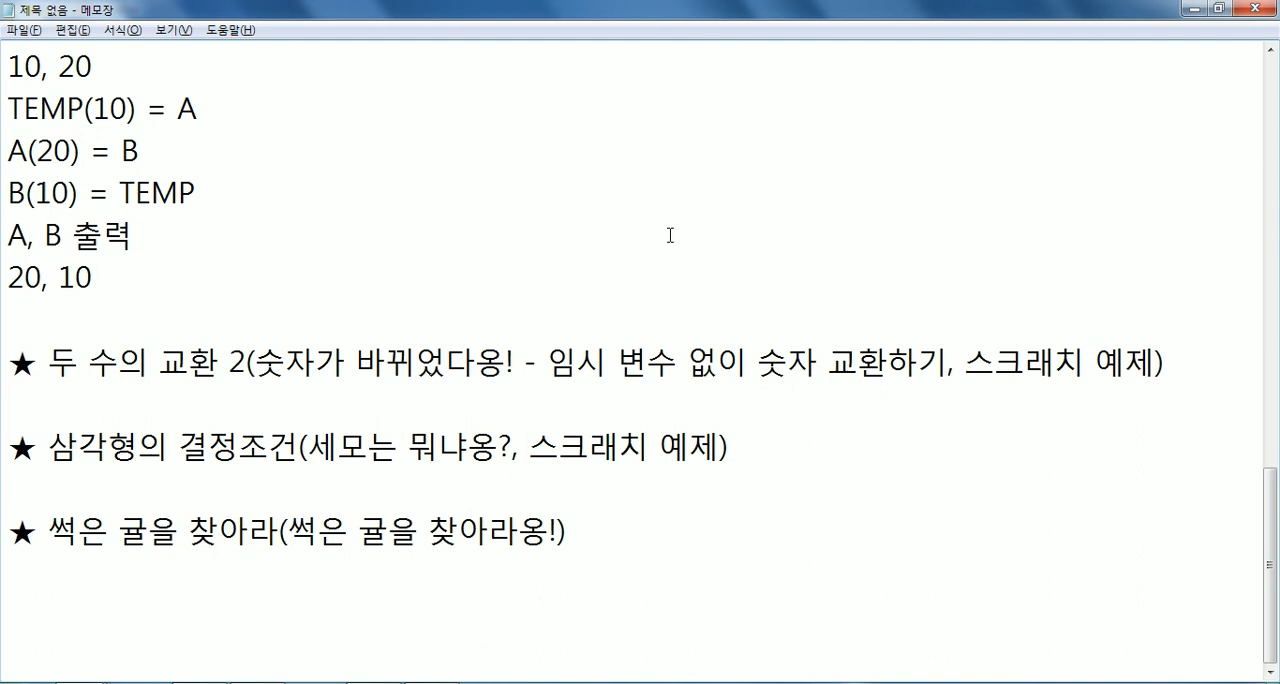 제목 없음 - 메모장
파일(F) 편집(E) 서식(O) 보기(V) 도움말(H)
10, 20
TEMP(10) = A
A(20) = B
B(10) = TEMP
A, B 출력
20, 10
★ 두 수의 교환 2(숫자가 바뀌었다옹! - 임시 변수 없이 숫자 교환하기, 스크래치 예제)
★ 삼각형의 결정조건(세모는 뭐냐옹?, 스크래치 예제)
★ 썩은 귤을 찾아라(썩은 귤을 찾아라옹!)